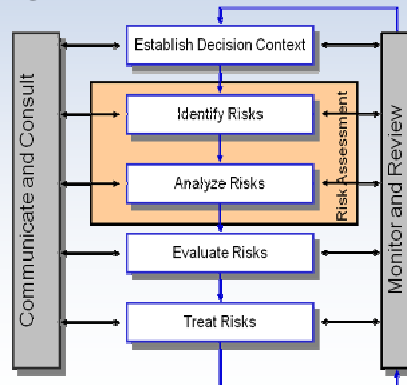 Establish Decision Context
Communicate and Consult
Identify Risks
Analyze Risks
Risk Assessment
Monitor and Review
Evaluate Risks
Treat Risks